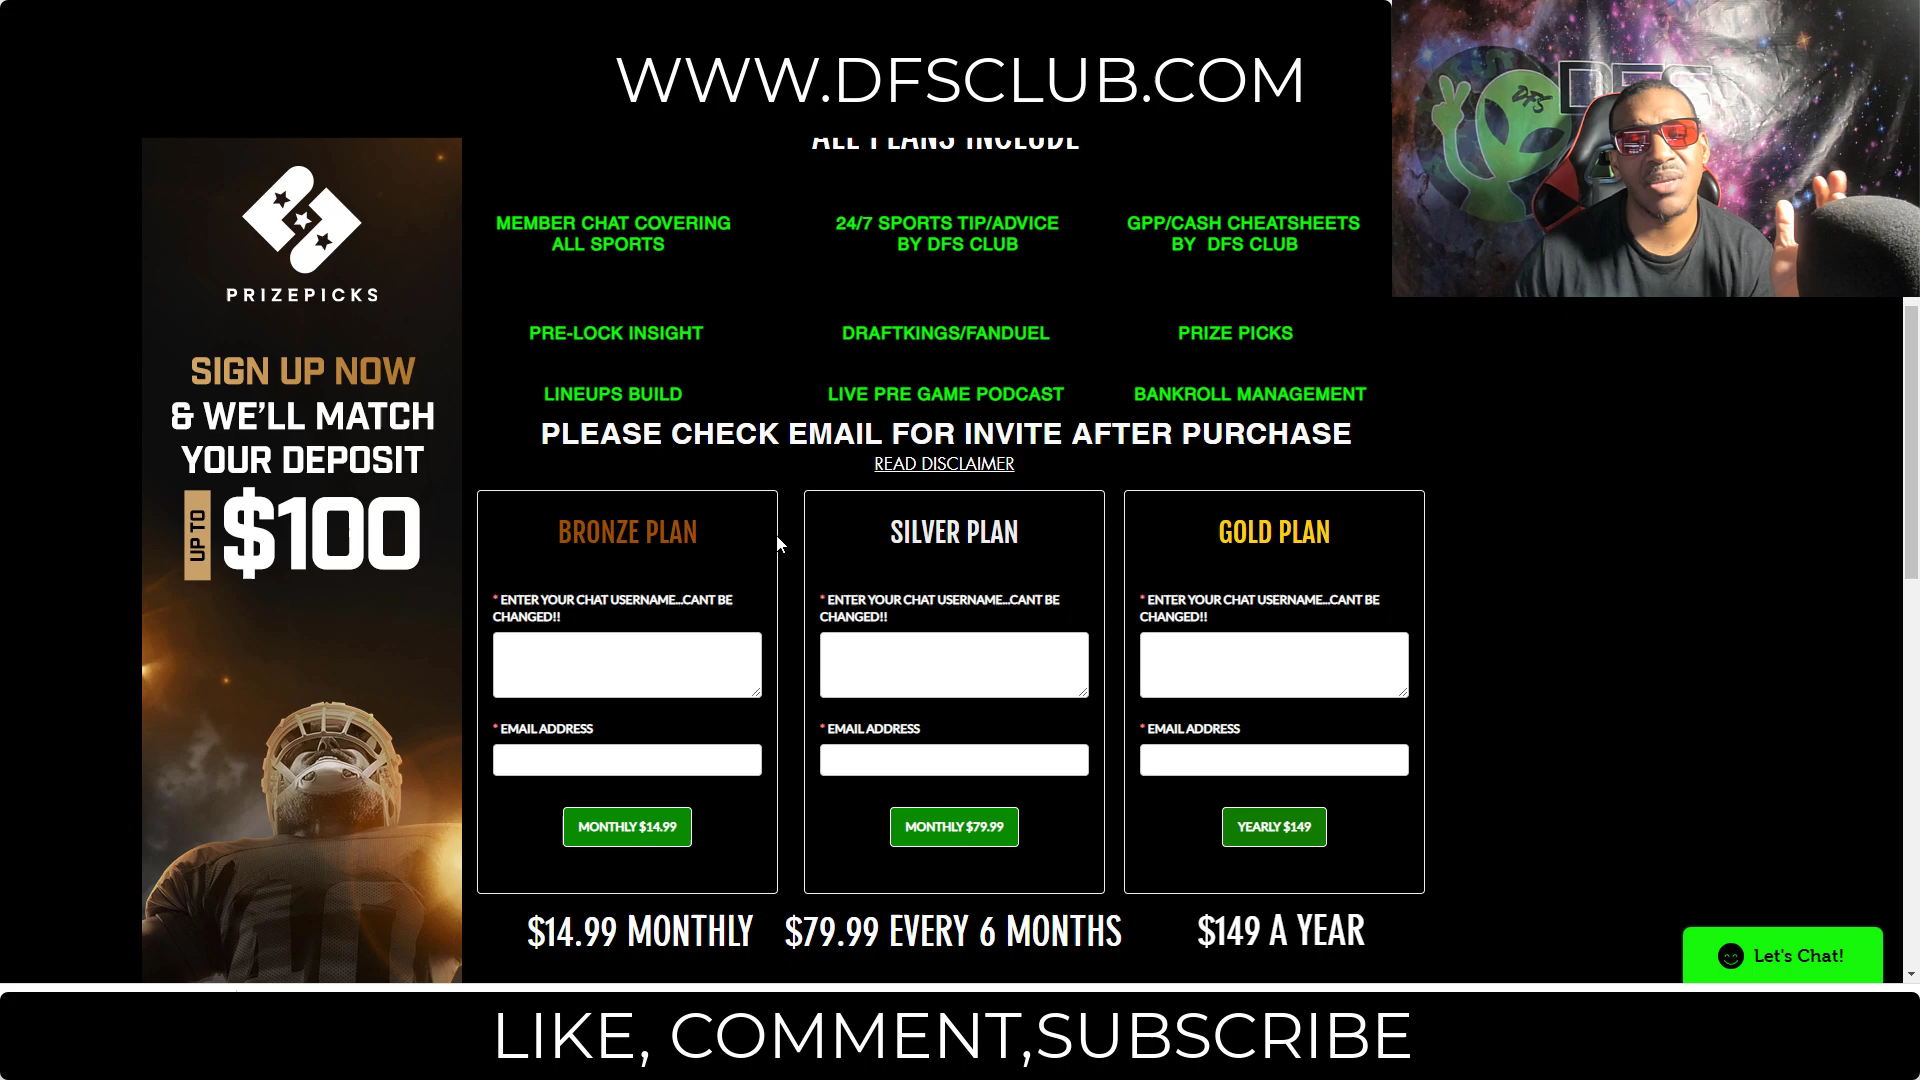 WWW.DFSCLUB.COM
ALL PLANS INCLUDE
DFS
DFS
PRIZEPICKS
SIGN UP NOW
& WE'LL MATCH
YOUR DEPOSIT
UP TO
$100
MEMBER CHAT COVERING
ALL SPORTS
24/7 SPORTS TIP/ADVICE
BY DFS CLUB
GPP/CASH CHEATSHEETS
BY DFS CLUB
PRE-LOCK INSIGHT
DRAFTKINGS/FANDUEL
PRIZE PICKS
LINEUPS BUILD
LIVE PRE GAME PODCAST
BANKROLL MANAGEMENT
PLEASE CHECK EMAIL FOR INVITE AFTER PURCHASE
READ DISCLAIMER
BRONZE PLAN
* ENTER YOUR CHAT USERNAME...CANT BE
CHANGED!!
* EMAIL ADDRESS
MONTHLY $14.99
$14.99 MONTHLY
SILVER PLAN
* ENTER YOUR CHAT USERNAME...CANT BE
CHANGED!!
* EMAIL ADDRESS
MONTHLY $79.99
$79.99 EVERY 6 MONTHS
GOLD PLAN
* ENTER YOUR CHAT USERNAME...CANT BE
CHANGED!!
* EMAIL ADDRESS
YEARLY $149
$149 A YEAR
Let's Chat!
LIKE, COMMENT,SUBSCRIBE